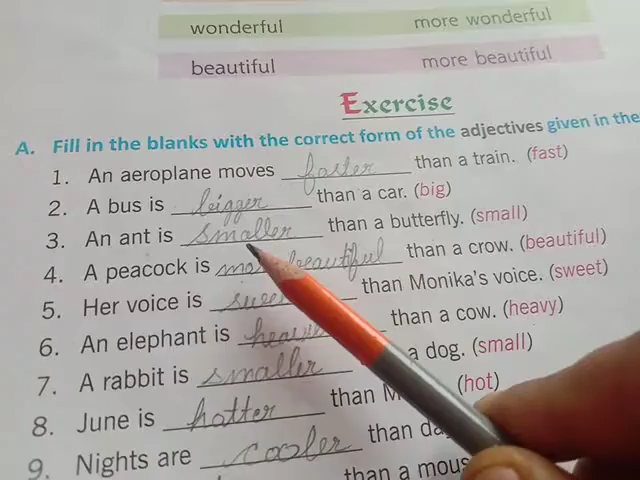 wonderful more wonderful
beautiful more beautiful
Exercise
A. Fill in the blanks with the correct form of the adjectives given in the
1. An aeroplane moves faster than a train. (fast)
2. A bus is bigger than a car. (big)
3. An ant is smaller than a butterfly. (small)
4. A peacock is more beautiful than a crow. (beautiful)
5. Her voice is than Monika's voice. (sweet)
6. An elephant is than a cow. (heavy)
7. A rabbit is smaller a dog. (small)
8. June is hotter than (hot)
9. Nights are cooler than
than a